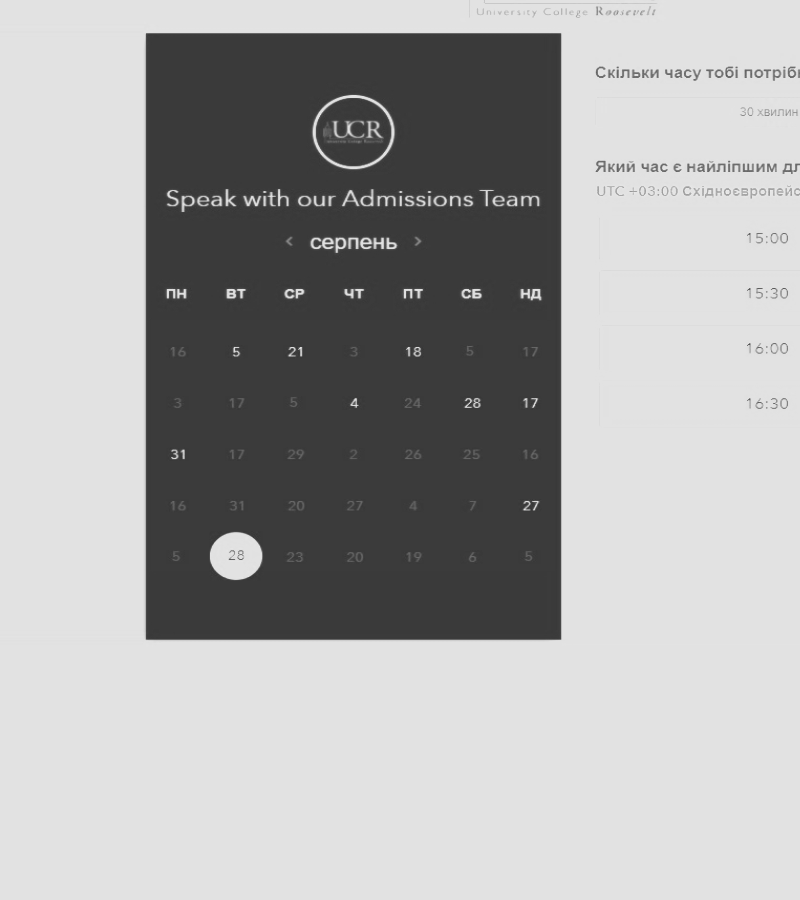 University College Roosevelt
UCR
Speak with our Admissions Team
< серпень >
ПН ВТ СР ЧТ ПТ СБ НД
16 5 21 3 18 5 17
3 17 5 4 24 28 17
31 17 29 2 26 25 16
16 31 20 27 4 7 27
5 28 23 20 19 6 5
Скільки часу тобі потріб
30 хвилин
Який час є найліпшим дл
UTC +03:00 Східноєвропейс
15:00
15:30
16:00
16:30